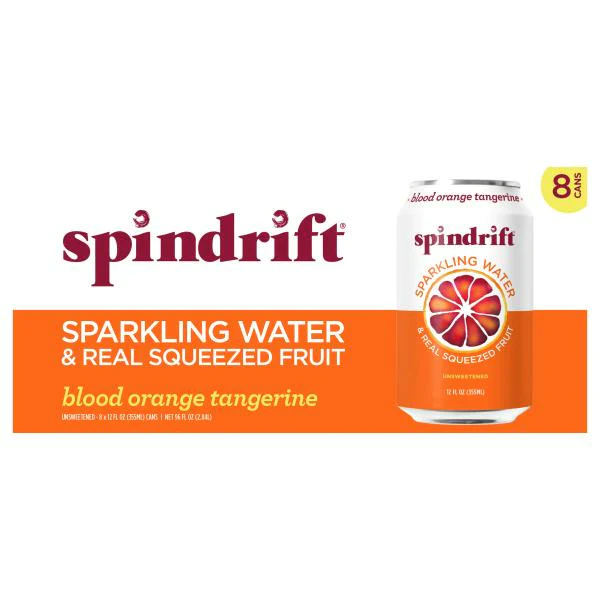 spindrift®
SPARKLING WATER
& REAL SQUEEZED FRUIT
blood orange tangerine
UNSWEETENED - 8 x 12 FL OZ (355ML) CANS | NET 96 FL OZ (2.84L)
• blood orange tangerine •
spindrift®
SPARKLING WATER
& REAL SQUEEZED FRUIT
UNSWEETENED
12 FL OZ (355ML)
8 CANS